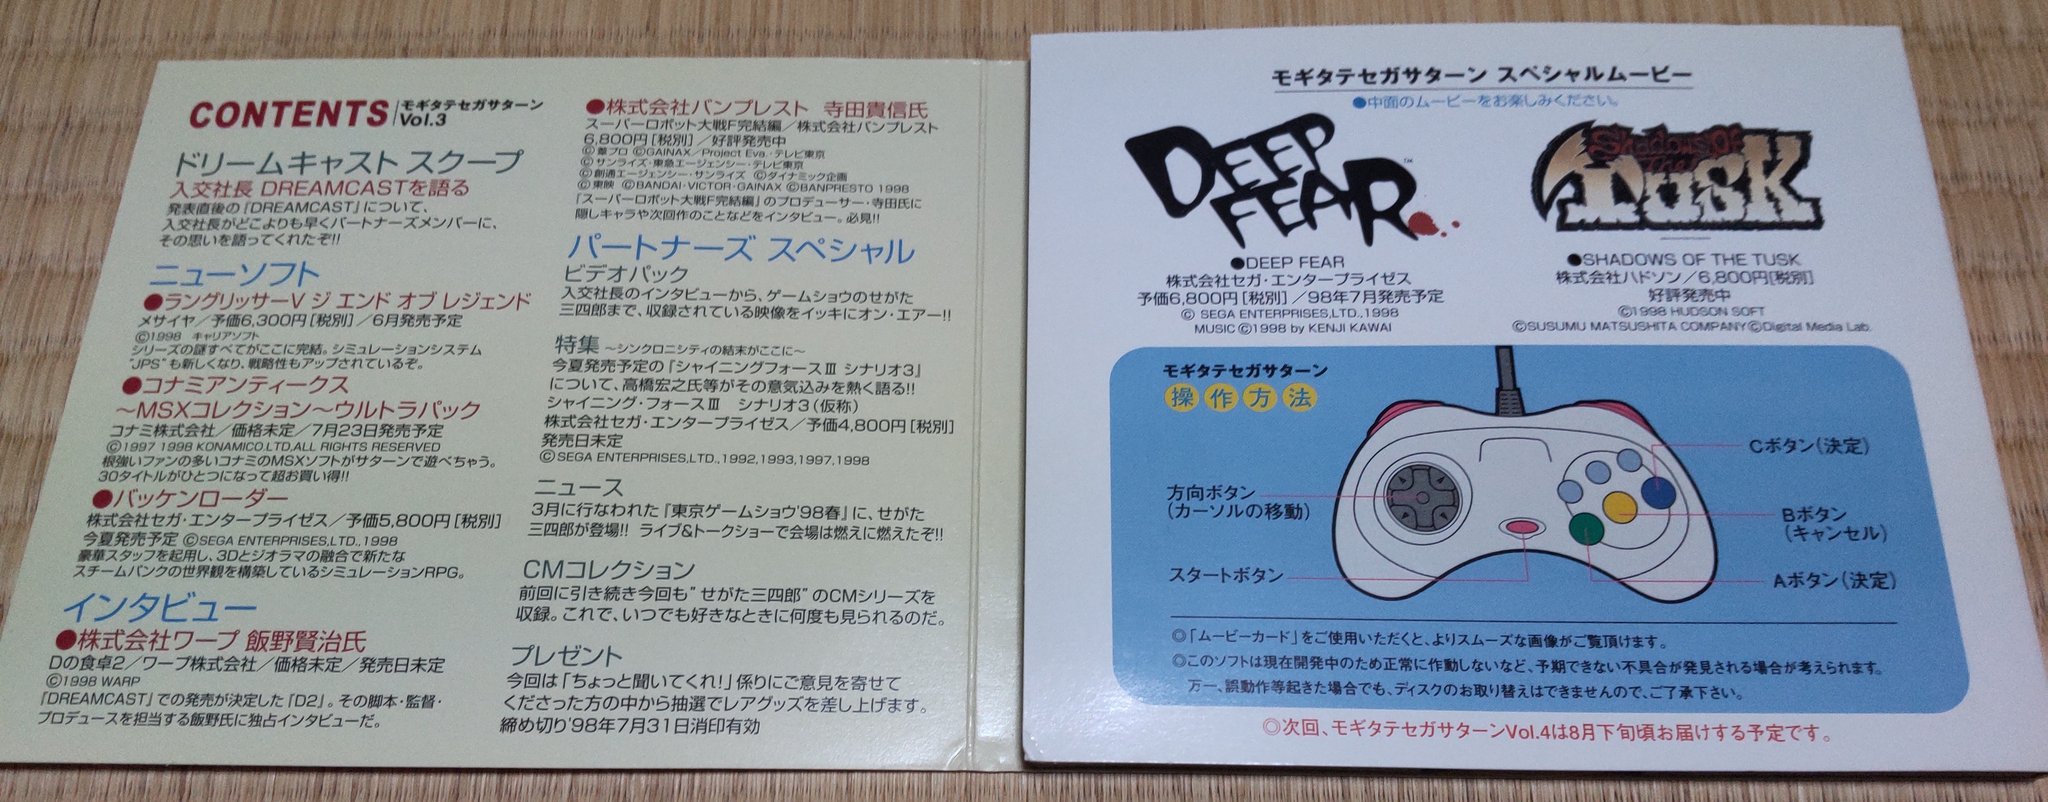 CONTENTS
モギタテセガサターン
Vol.3
ドリームキャスト スクープ
入交社長 DREAMCASTを語る
発表直後の「DREAMCAST」について、
入交社長がどこよりも早くパートナーズメンバーに、
その思いを語ってくれたぞ!!
ニューソフト
●ラングリッサーV ジ エンド オブ レジェンド
メサイヤ／予価6,300円[税別]／6月発売予定
©1998 キャリアソフト
シリーズの謎すべてがここに完結。シミュレーションシステム
"JPS"も新しくなり、戦略性もアップされているぞ。
●コナミアンティークス
～MSXコレクション～ウルトラパック
コナミ株式会社／価格未定／7月23日発売予定
©1997 1998 KONAMI CO,LTD,ALL RIGHTS RESERVED
根強いファンの多いコナミのMSXソフトがサターンで遊べちゃう。
30タイトルがひとつになって超お買い得!!
●バッケンローダー
株式会社セガ・エンタープライゼス／予価5,800円[税別]
今夏発売予定 ©SEGA ENTERPRISES,LTD.,1998
豪華スタッフを起用し、3Dとジオラマの融合で新たな
スチームパンクの世界観を構築しているシミュレーションRPG。
インタビュー
●株式会社ワープ 飯野賢治氏
Dの食卓2／ワープ株式会社／価格未定／発売日未定
©1998 WARP
「DREAMCAST」での発売が決定した「D2」。その脚本・監督・
プロデュースを担当する飯野氏に独占インタビューだ。
●株式会社バンプレスト 寺田貴信氏
スーパーロボット大戦F完結編／株式会社バンプレスト
6,800円[税別]／好評発売中
©葦プロ ©GAINAX／Project Eva.・テレビ東京
©サンライズ・東急エージェンシー・テレビ東京
©創通エージェンシー・サンライズ ©ダイナミック企画
©東映 ©BANDAI・VICTOR・GAINAX ©BANPRESTO 1998
「スーパーロボット大戦F完結編」のプロデューサー・寺田氏に
隠しキャラや次回作のことなどをインタビュー。必見!!
パートナーズ スペシャル
ビデオパック
入交社長のインタビューから、ゲームショウのせがた
三四郎まで、収録されている映像をイッキにオン・エアー!!
特集 ～シンクロニシティの結末がここに～
今夏発売予定の「シャイニングフォースⅢ シナリオ3」
について、高橋宏之氏等がその意気込みを熱く語る!!
シャイニング・フォースⅢ シナリオ3(仮称)
株式会社セガ・エンタープライゼス／予価4,800円[税別]
発売日未定
©SEGA ENTERPRISES,LTD.,1992,1993,1997,1998
ニュース
3月に行なわれた「東京ゲームショウ'98春」に、せがた
三四郎が登場!! ライブ&トークショーで会場は燃えに燃えたぞ!!
CMコレクション
前回に引き続き今回も"せがた三四郎"のCMシリーズを
収録。これで、いつでも好きなときに何度も見られるのだ。
プレゼント
今回は「ちょっと聞いてくれ!」係りにご意見を寄せて
くださった方の中から抽選でレアグッズを差し上げます。
締め切り'98年7月31日消印有効
モギタテセガサターン スペシャルムービー
●中面のムービーをお楽しみください。
DEEP
FEAR
™
Shadows of
The
TUSK
●DEEP FEAR
株式会社セガ・エンタープライゼス
予価6,800円[税別]／98年7月発売予定
© SEGA ENTERPRISES,LTD.,1998
MUSIC ©1998 by KENJI KAWAI
●SHADOWS OF THE TUSK
株式会社ハドソン／6,800円[税別]
好評発売中
©1998 HUDSON SOFT
©SUSUMU MATSUSHITA COMPANY©Digital Media Lab.
モギタテセガサターン
操作方法
Cボタン(決定)
方向ボタン
(カーソルの移動)
Bボタン
(キャンセル)
スタートボタン
Aボタン(決定)
◎「ムービーカード」をご使用いただくと、よりスムーズな画像がご覧頂けます。
◎このソフトは現在開発中のため正常に作動しないなど、予期できない不具合が発見される場合が考えられます。
万一、誤動作等起きた場合でも、ディスクのお取り替えはできませんので、ご了承下さい。
◎次回、モギタテセガサターンVol.4は8月下旬頃お届けする予定です。